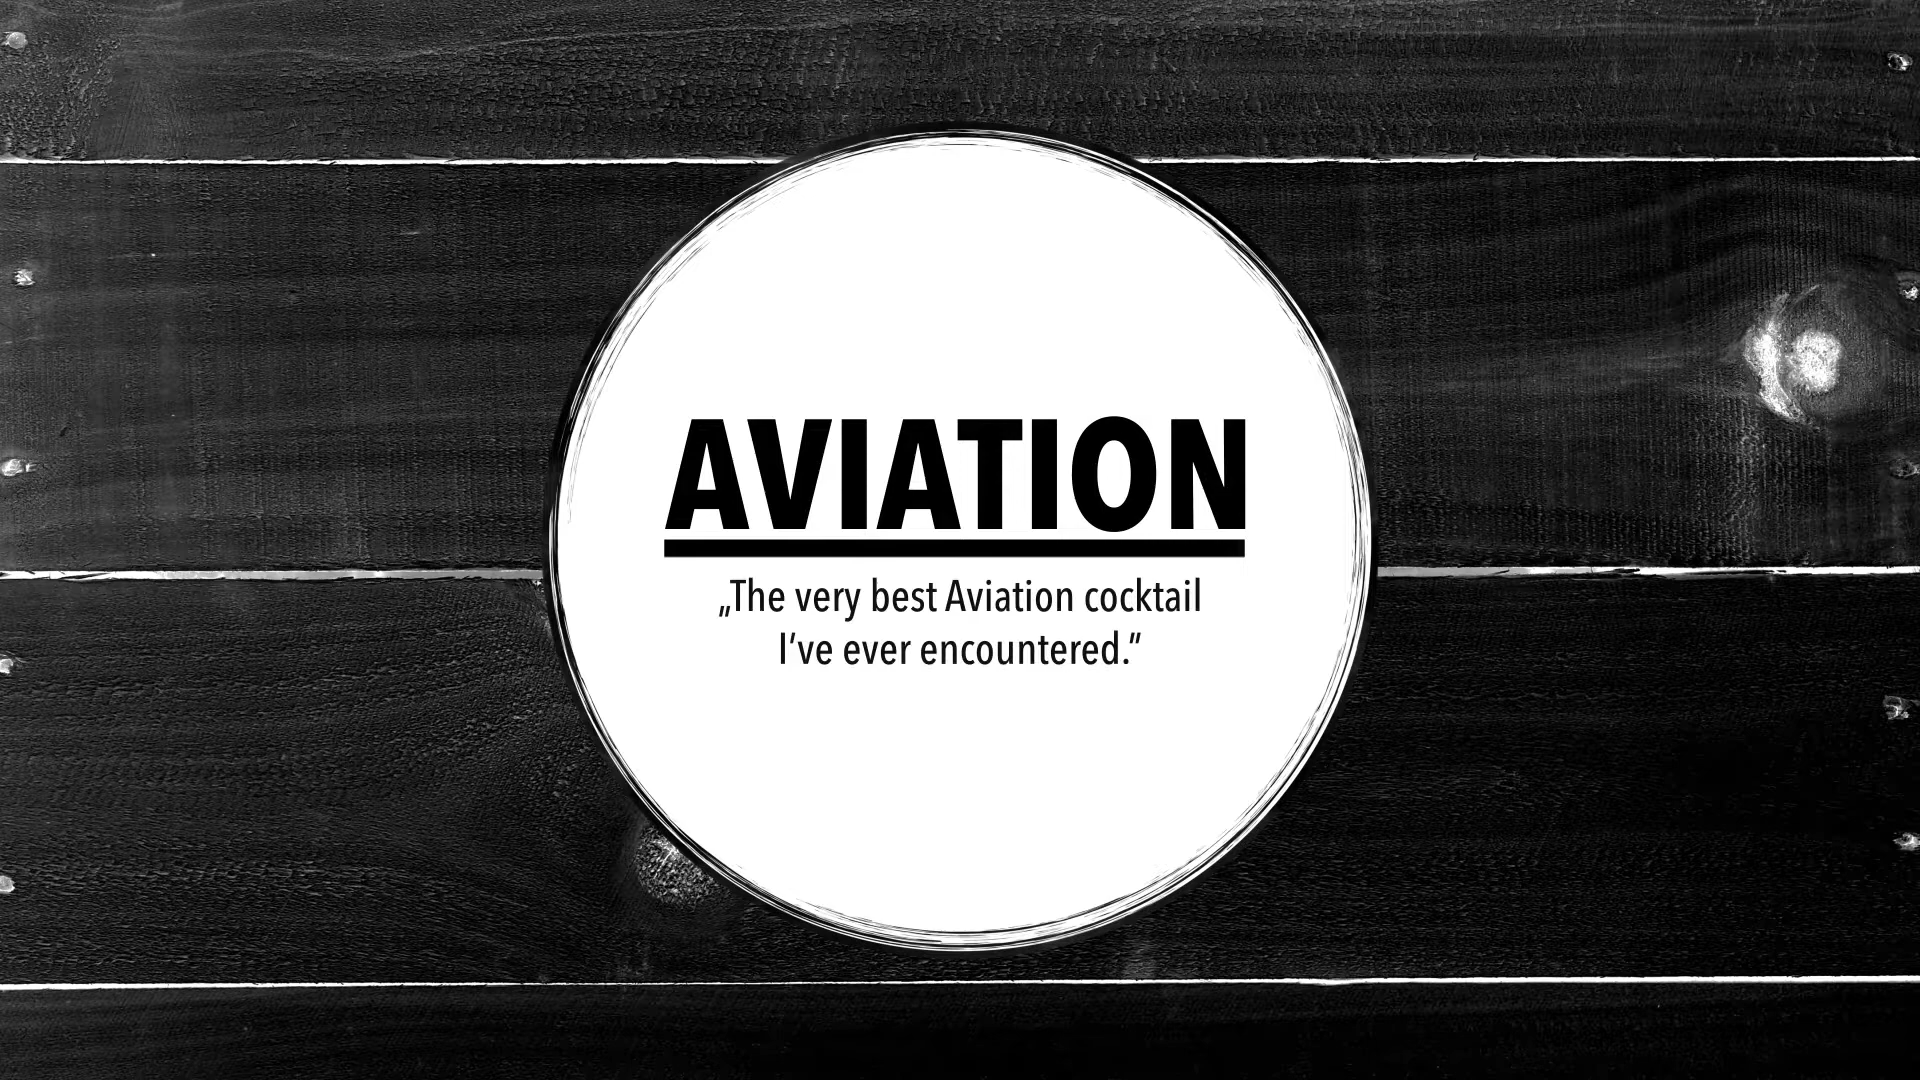 AVIATION
„The very best Aviation cocktail
I’ve ever encountered.”